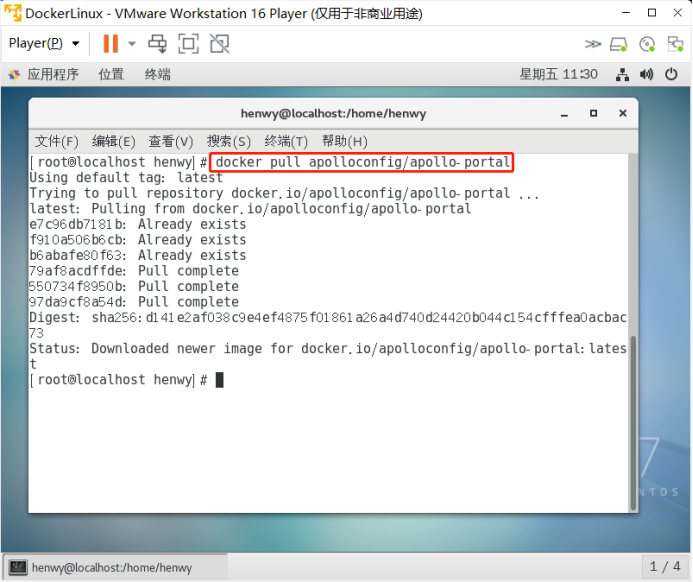 DockerLinux - VMware Workstation 16 Player (仅用于非商业用途)
Player(P)
应用程序 位置 终端 星期五 11:30
henwy@localhost:/home/henwy
文件(F) 编辑(E) 查看(V) 搜索(S) 终端(T) 帮助(H)
[root@localhost henwy]# docker pull apolloconfig/apollo-portal
Using default tag: latest
Trying to pull repository docker.io/apolloconfig/apollo-portal ...
latest: Pulling from docker.io/apolloconfig/apollo-portal
e7c96db7181b: Already exists
f910a506b6cb: Already exists
b6abafe80f63: Already exists
79af8acdffde: Pull complete
550734f8950b: Pull complete
97da9cf8a54d: Pull complete
Digest: sha256:d141e2af038c9e4ef4875f01861a26a4d740d24420b044c154cfffea0acbac
73
Status: Downloaded newer image for docker.io/apolloconfig/apollo-portal:lates
t
[root@localhost henwy]#
7
NTOS
henwy@localhost:/home/henwy
1 / 4